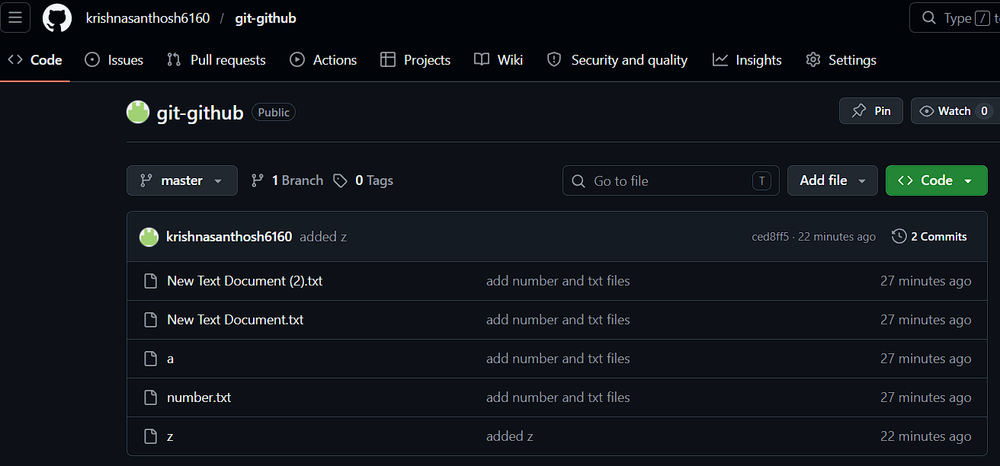 krishnasanthosh6160 / git-github Type / to
Code Issues Pull requests Actions Projects Wiki Security and quality Insights Settings
git-github Public Pin Watch 0
master 1 Branch 0 Tags Go to file T Add file Code
krishnasanthosh6160 added z ced8ff5 · 22 minutes ago 2 Commits
New Text Document (2).txt add number and txt files 27 minutes ago
New Text Document.txt add number and txt files 27 minutes ago
a add number and txt files 27 minutes ago
number.txt add number and txt files 27 minutes ago
z added z 22 minutes ago